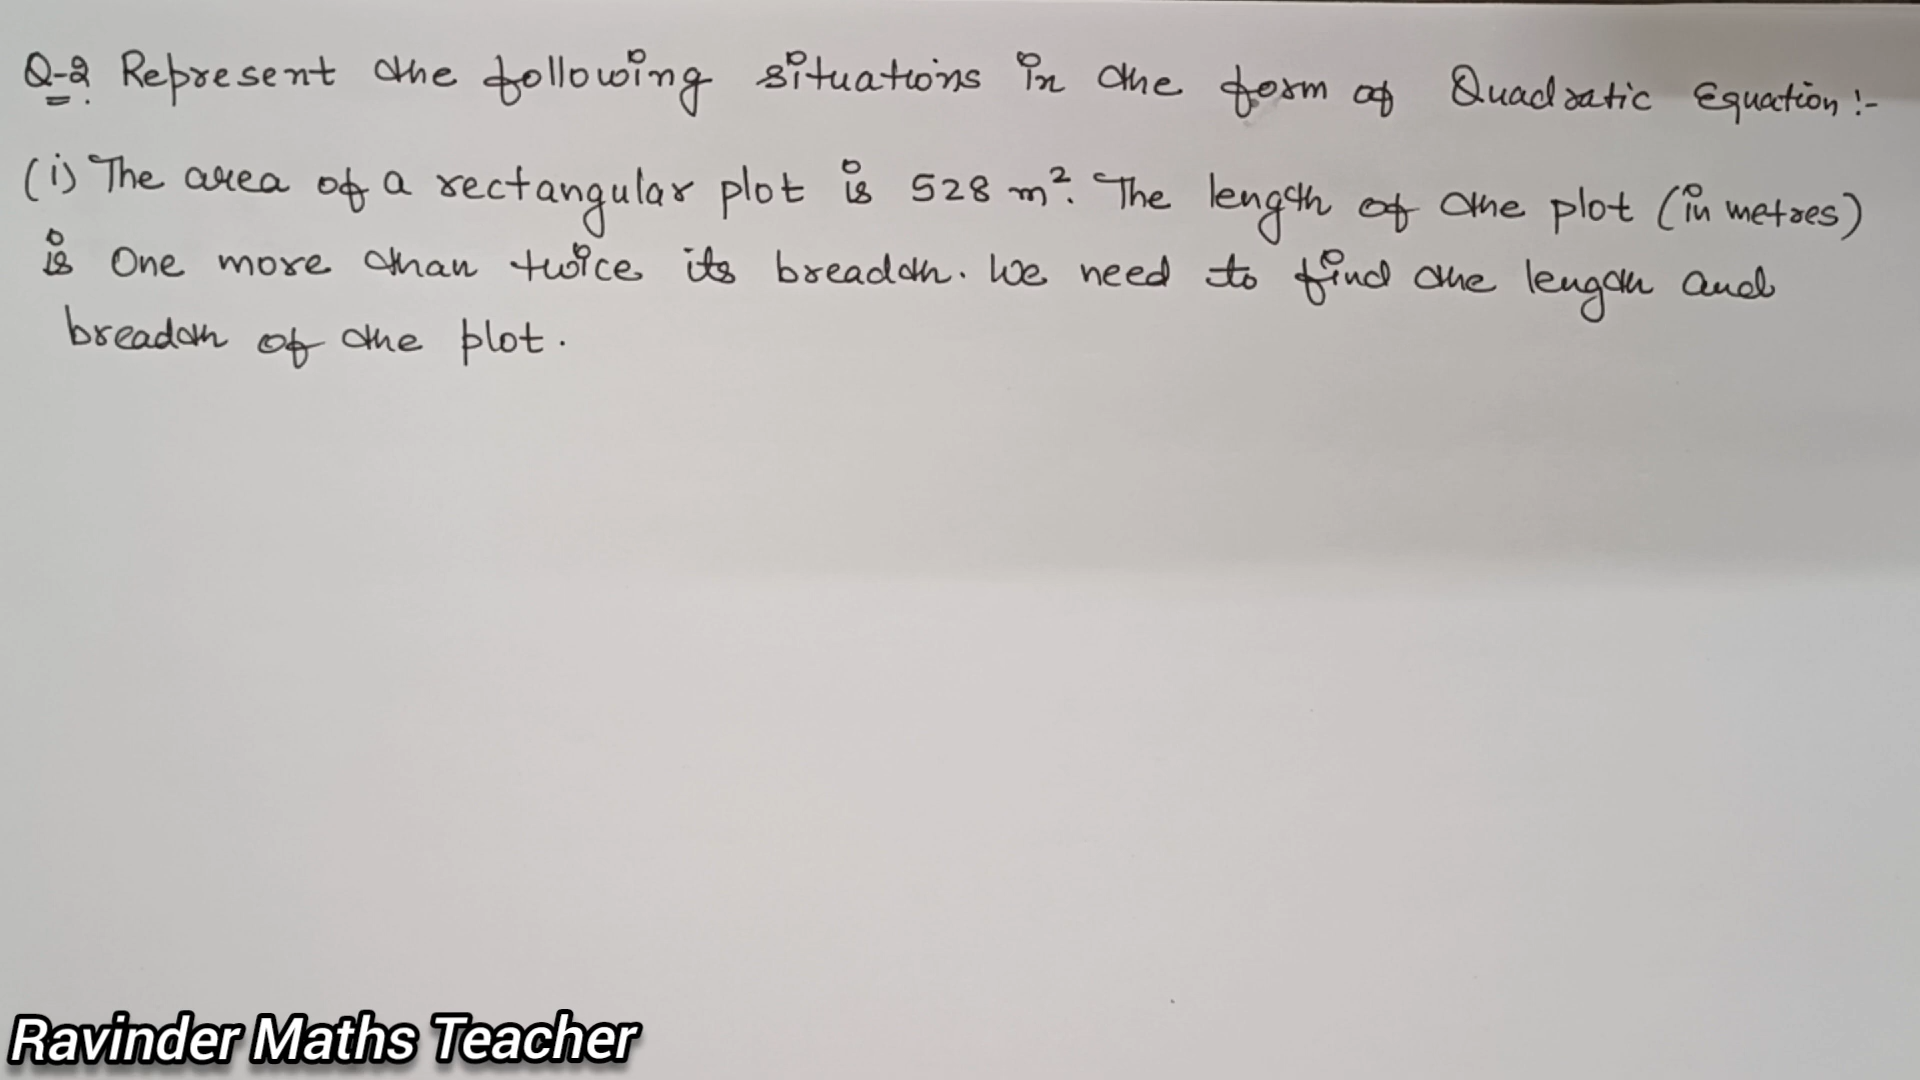 Q-2. Represent the following situations in the form of Quadratic Equation :-
(i) The area of a rectangular plot is 528 m². The length of the plot (in metres)
is One more than twice its breadth. We need to find the length and
breadth of the plot.
Ravinder Maths Teacher